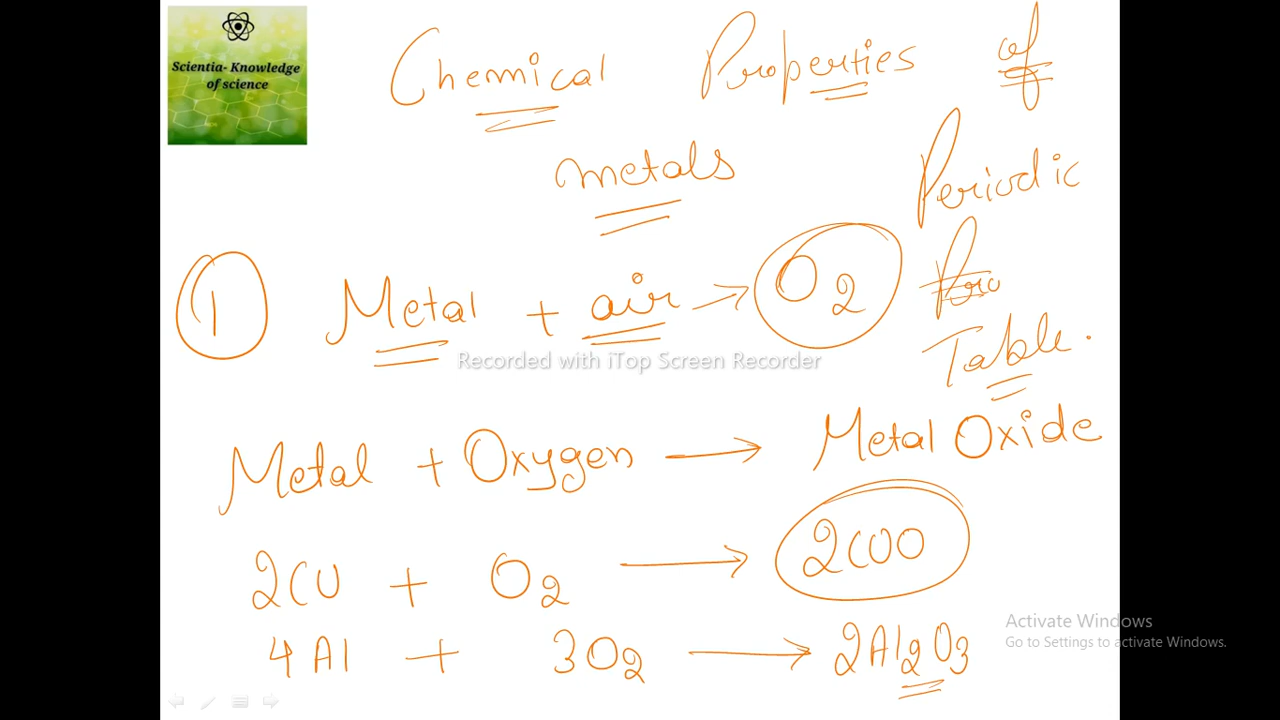 Scientia- Knowledge
of science
Chemical Properties of
metals
Periodic
Pro
Table.
1 Metal + air → O2
Recorded with iTop Screen Recorder
Metal + Oxygen → Metal Oxide
2CU + O2 → 2CUO
4Al + 3O2 → 2Al2O3
Activate Windows
Go to Settings to activate Windows.